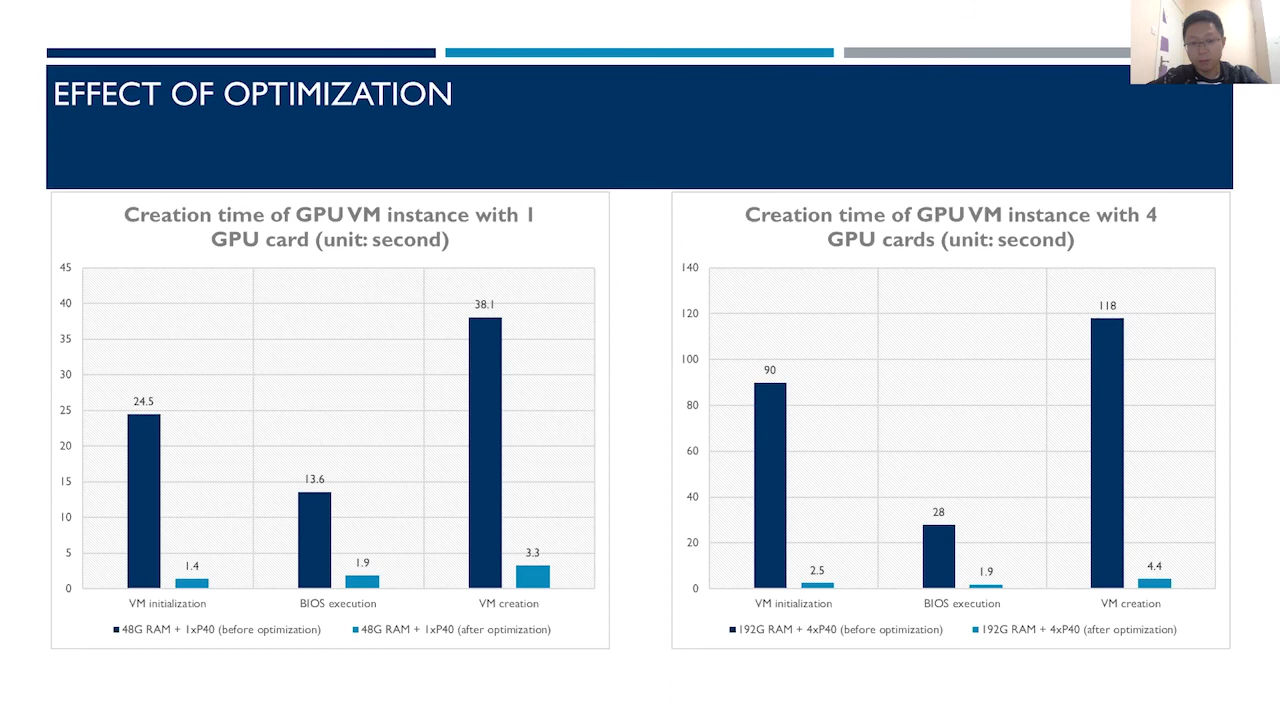 EFFECT OF OPTIMIZATION
Creation time of GPU VM instance with 1
GPU card (unit: second)
45
40
35
30
25
20
15
10
5
0
24.5
1.4
13.6
1.9
38.1
3.3
VM initialization
BIOS execution
VM creation
48G RAM + 1xP40 (before optimization)
48G RAM + 1xP40 (after optimization)
Creation time of GPU VM instance with 4
GPU cards (unit: second)
140
120
100
80
60
40
20
0
90
2.5
28
1.9
118
4.4
VM initialization
BIOS execution
VM creation
192G RAM + 4xP40 (before optimization)
192G RAM + 4xP40 (after optimization)